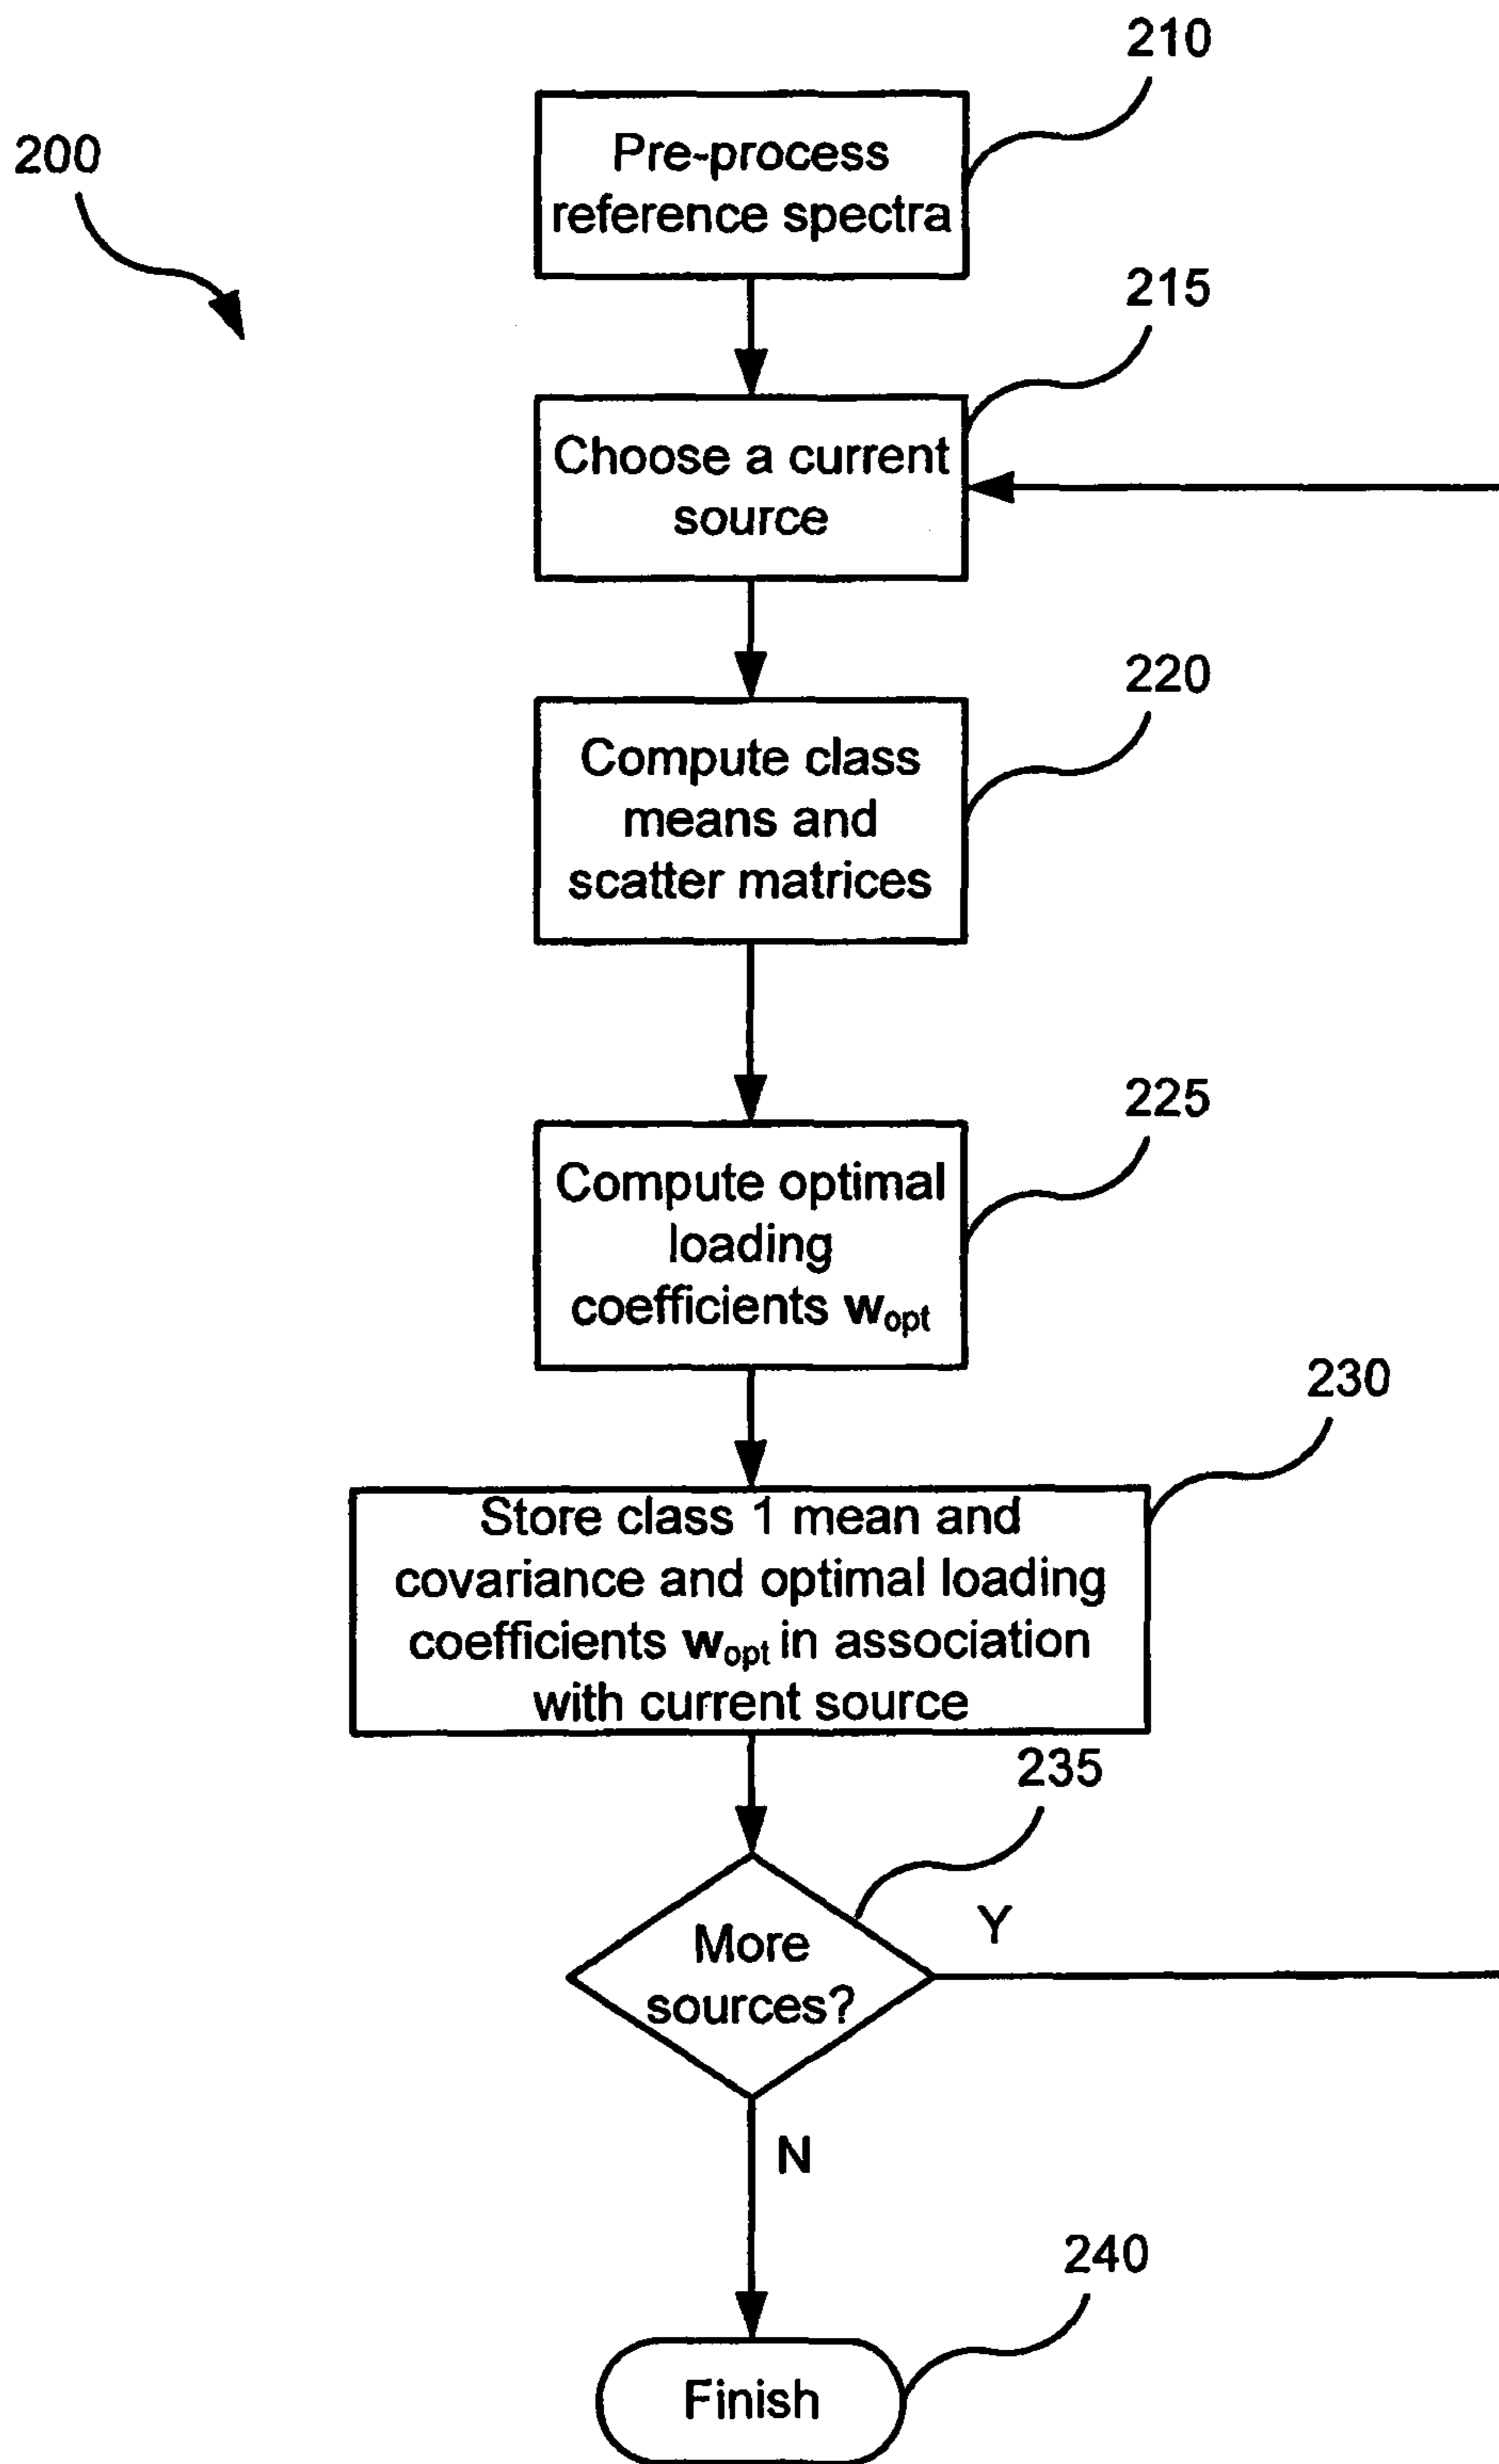 210
200
Pre-process
reference spectra
215
Choose a current
source
220
Compute class
means and
scatter matrices
225
Compute optimal
loading
coefficients wopt
230
Store class 1 mean and
covariance and optimal loading
coefficients wopt in association
with current source
235
More
sources?
Y
N
240
Finish